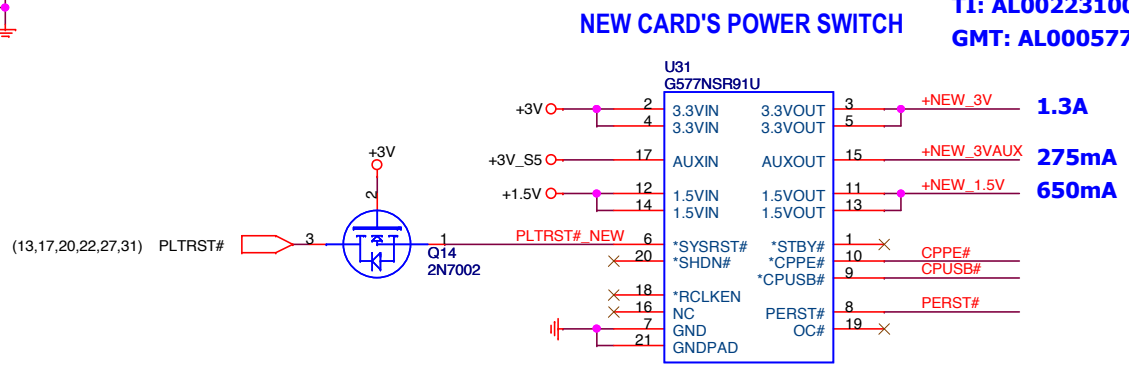 TI: AL00223100
NEW CARD'S POWER SWITCH
GMT: AL000577
U31
G577NSR91U
+3V 2 3.3VIN 3.3VOUT 3 +NEW_3V 1.3A
4 3.3VIN 3.3VOUT 5
+3V_S5 17 AUXIN AUXOUT 15 +NEW_3VAUX 275mA
+1.5V 12 1.5VIN 1.5VOUT 11 +NEW_1.5V 650mA
14 1.5VIN 1.5VOUT 13
+3V
2
(13,17,20,22,27,31) PLTRST# 3 1 PLTRST#_NEW 6 *SYSRST# *STBY# 1
Q14
2N7002
20 *SHDN# *CPPE# 10 CPPE#
*CPUSB# 9 CPUSB#
18 *RCLKEN
16 NC PERST# 8 PERST#
7 GND OC# 19
21 GNDPAD